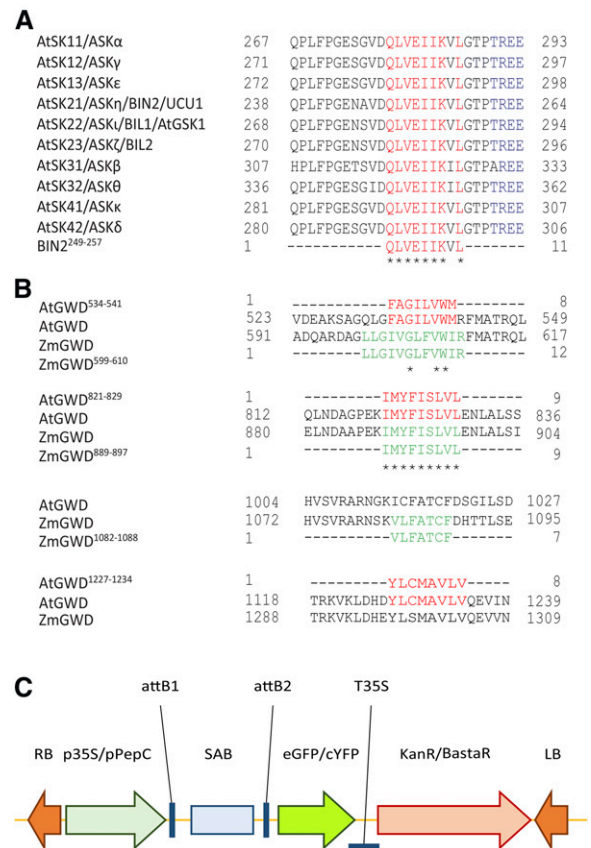 A
AtSK11/ASKα 267 QPLFPGESGVDQLVEIIKVLGTPTREE 293
AtSK12/ASKγ 271 QPLFPGESGVDQLVEIIKVLGTPTREE 297
AtSK13/ASKε 272 QPLFPGESGVDQLVEIIKVLGTPTREE 298
AtSK21/ASKη/BIN2/UCU1 238 QPLFPGENAVDQLVEIIKVLGTPTREE 264
AtSK22/ASKι/BIL1/AtGSK1 268 QPLFPGENSVDQLVEIIKVLGTPTREE 294
AtSK23/ASKζ/BIL2 270 QPLFPGENSVDQLVEIIKVLGTPTREE 296
AtSK31/ASKβ 307 HPLFPGETSVDQLVEIIKILGTPAREE 333
AtSK32/ASKθ 336 QPLFPGESGIDQLVEIIKILGTPTREE 362
AtSK41/ASKκ 281 QPLFPGESGVDQLVEIIKVLGTPTREE 307
AtSK42/ASKδ 280 QPLFPGESGVDQLVEIIKVLGTPTREE 306
BIN2249-257 1 -----------QLVEIIKVL------- 11
******* *
B
AtGWD534-541 1 -----------FAGILVWM-------- 8
AtGWD 523 VDEAKSAGQLGFAGILVWMRFMATRQL 549
ZmGWD 591 ADQARDAGLLGIVGLFVWIRFMATRQL 617
ZmGWD599-610 1 --------LLGIVGLFVWIR------- 12
* **
AtGWD821-829 1 ---------IMYFISLVL------- 9
AtGWD 812 QLNDAGPEKIMYFISLVLENLALSS 836
ZmGWD 880 ELNDAAPEKIMYFISLVLENLALSI 904
ZmGWD889-897 1 ---------IMYFISLVL------- 9
*********
AtGWD 1004 HVSVRARNGKICFATCFDSGILSD 1027
ZmGWD 1072 HVSVRARNSKVLFATCFDHTTLSE 1095
ZmGWD1082-1088 1 ----------VLFATCF------- 7
AtGWD1227-1234 1 ---------YLCMAVLV----- 8
AtGWD 1118 TRKVKLDHDYLCMAVLVQEVIN 1239
ZmGWD 1288 TRKVKLDHEYLSMAVLVQEVVN 1309
C
attB1 attB2 T35S
RB p35S/pPepC SAB eGFP/cYFP KanR/BastaR LB